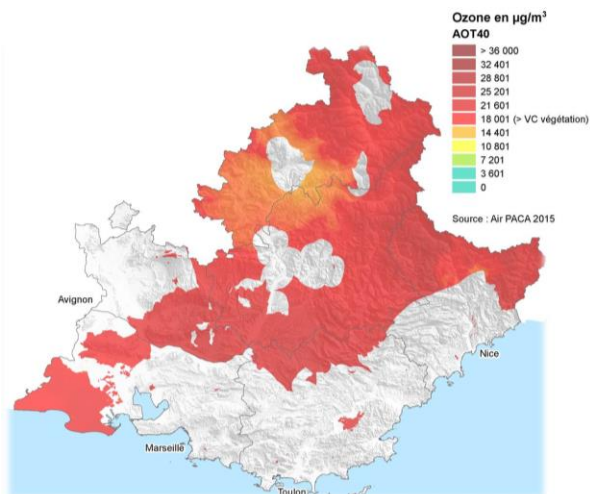 Ozone en µg/m³
AOT40
> 36 000
32 401
28 801
25 201
21 601
18 001 (> VC végétation)
14 401
10 801
7 201
3 601
0
Source : Air PACA 2015
Avignon
Nice
Marseille
Toulon